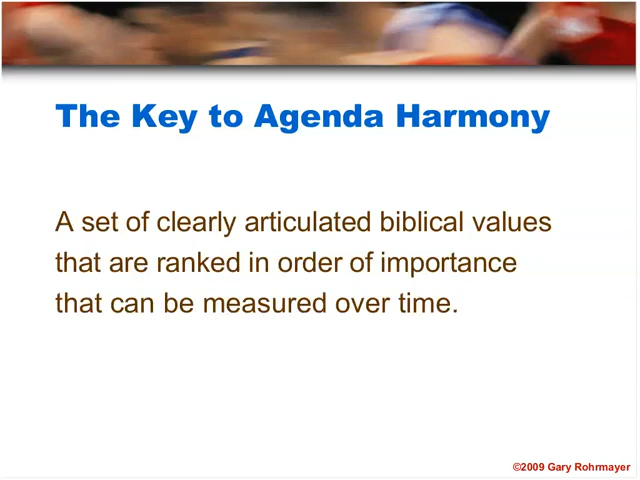 The Key to Agenda Harmony
A set of clearly articulated biblical values
that are ranked in order of importance
that can be measured over time.
©2009 Gary Rohrmayer